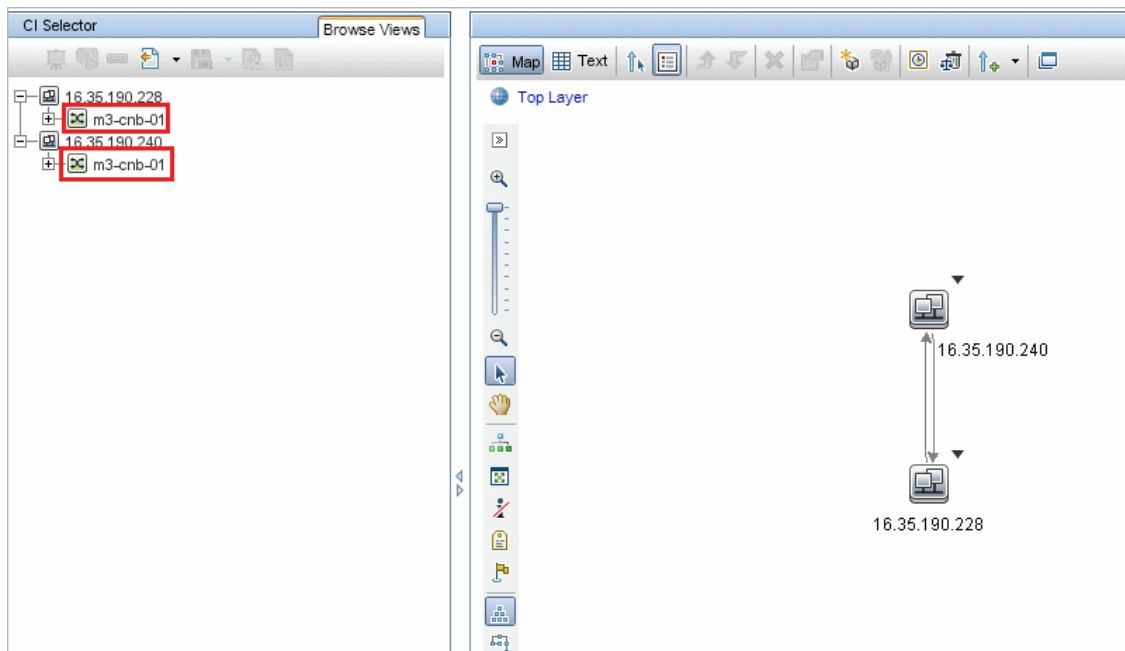 CI Selector
Browse Views
16.35.190.228
m3-cnb-01
16.35.190.240
m3-cnb-01
Map
Text
Top Layer
16.35.190.240
16.35.190.228